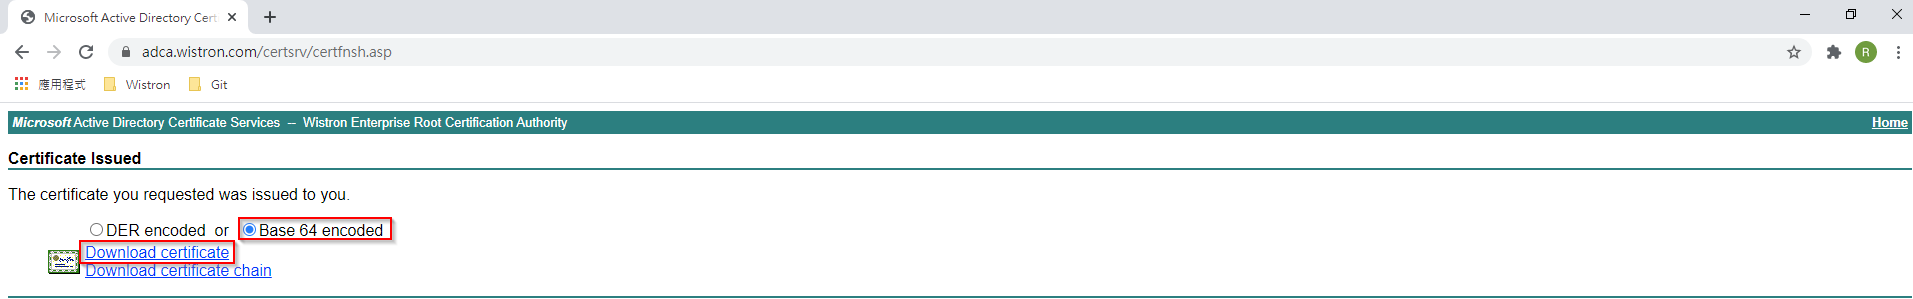 Microsoft Active Directory Cert
adca.wistron.com/certsrv/certfnsh.asp
R
應用程式 Wistron Git
Microsoft Active Directory Certificate Services -- Wistron Enterprise Root Certification Authority Home
Certificate Issued
The certificate you requested was issued to you.
DER encoded or Base 64 encoded
Download certificate
Download certificate chain